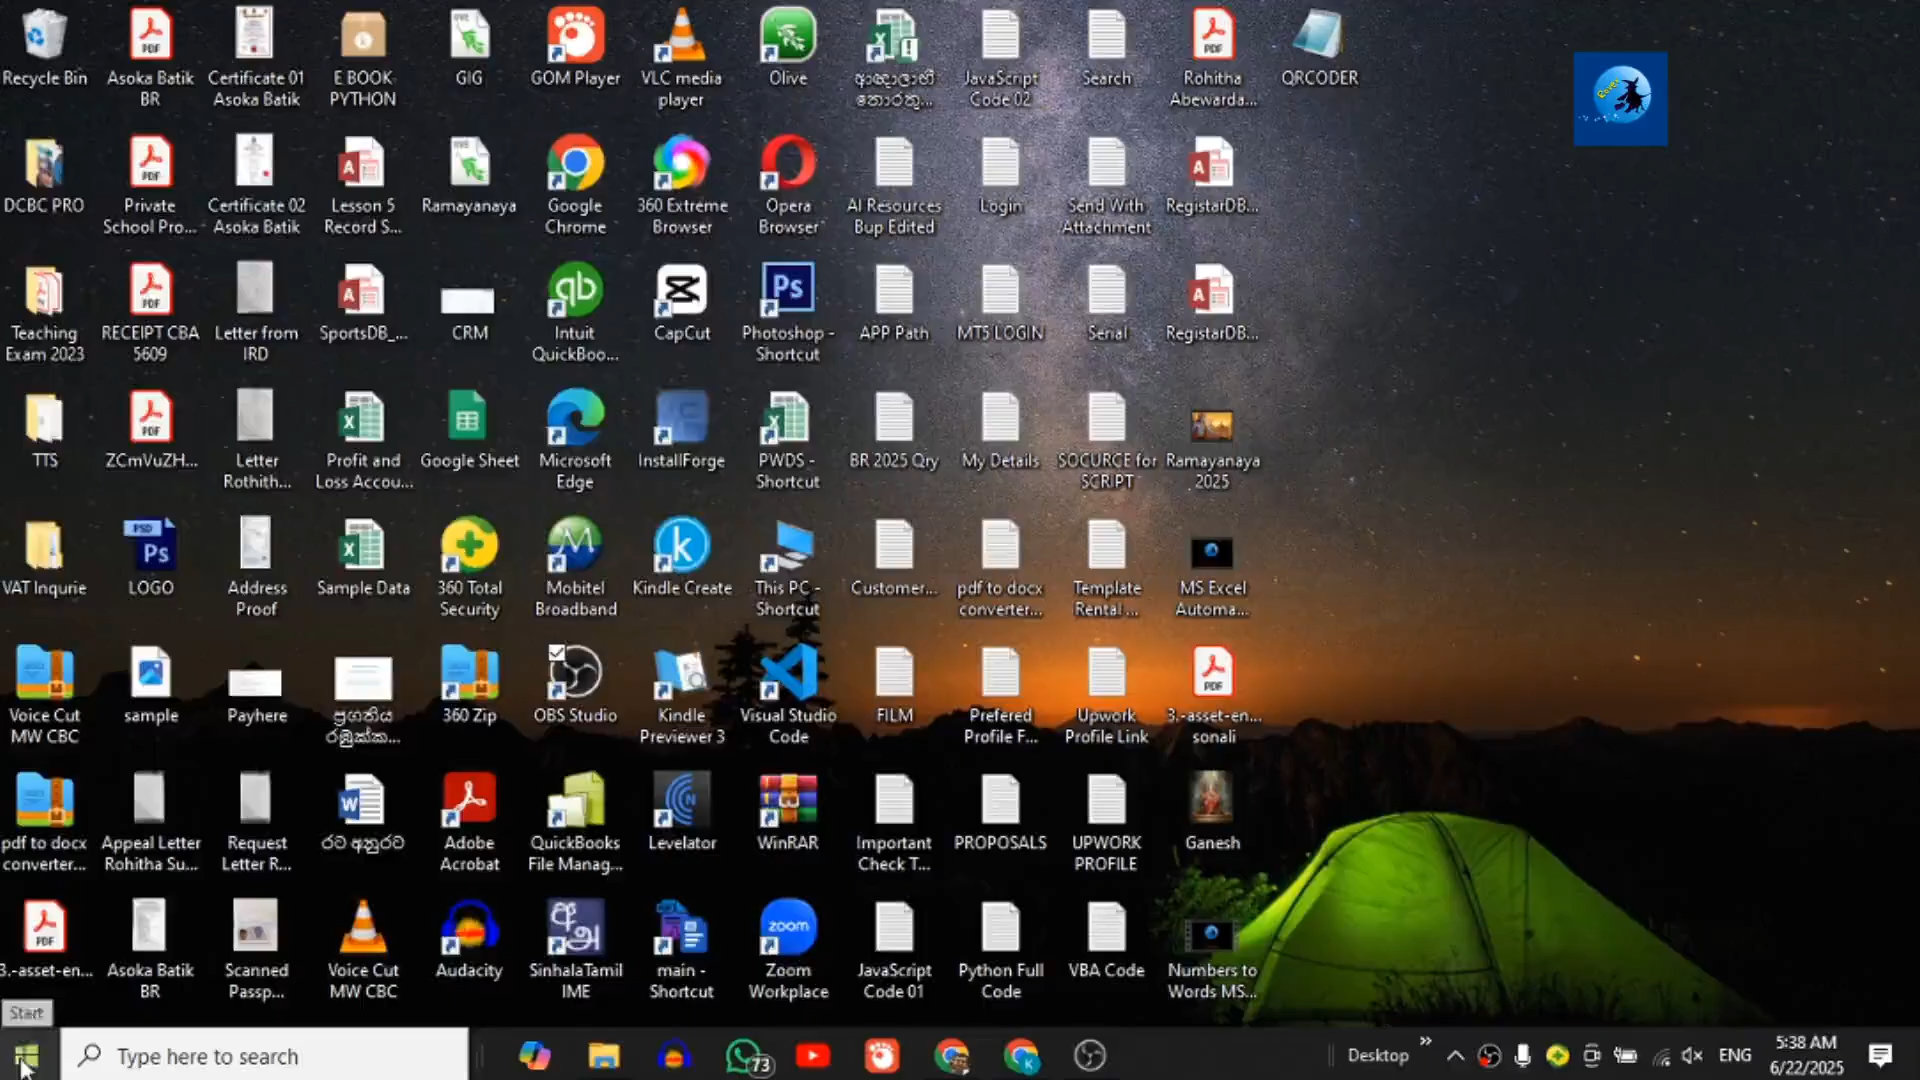 Recycle Bin
Asoka Batik
BR
Certificate 01
Asoka Batik
E BOOK
PYTHON
GIG
GOM Player
VLC media
player
Olive
JavaScript
Code 02
Search
Rohitha
Abewarda...
QRCODER
DCBC PRO
Private
School Pro...
Certificate 02
Asoka Batik
Lesson 5
Record S...
Ramayanaya
Google
Chrome
360 Extreme
Browser
Opera
Browser
AI Resources
Bup Edited
Login
Send With
Attachment
RegistarDB...
Teaching
Exam 2023
RECEIPT CBA
5609
Letter from
IRD
SportsDB_...
CRM
Intuit
QuickBoo...
CapCut
Photoshop -
Shortcut
APP Path
MT5 LOGIN
Serial
RegistarDB...
TTS
ZCmVuZH...
Letter
Rothith...
Profit and
Loss Accou...
Google Sheet
Microsoft
Edge
InstallForge
PWDS -
Shortcut
BR 2025 Qry
My Details
SOCURCE for
SCRIPT
Ramayanaya
2025
VAT Inqurie
LOGO
Address
Proof
Sample Data
360 Total
Security
Mobitel
Broadband
Kindle Create
This PC -
Shortcut
Customer...
pdf to docx
converter...
Template
Rental ...
MS Excel
Automa...
Voice Cut
MW CBC
sample
Payhere
ප්‍රගතිය
රඹුක්ක...
360 Zip
OBS Studio
Kindle
Previewer 3
Visual Studio
Code
FILM
Prefered
Profile F...
Upwork
Profile Link
3.-asset-en...
sonali
pdf to docx
converter...
Appeal Letter
Rohitha Su...
Request
Letter R...
රට අනුරට
Adobe
Acrobat
QuickBooks
File Manag...
Levelator
WinRAR
Important
Check T...
PROPOSALS
UPWORK
PROFILE
Ganesh
3.-asset-en...
Asoka Batik
BR
Scanned
Passp...
Voice Cut
MW CBC
Audacity
SinhalaTamil
IME
main -
Shortcut
Zoom
Workplace
JavaScript
Code 01
Python Full
Code
VBA Code
Numbers to
Words MS...
Start
Type here to search
73
Desktop
ENG
5:38 AM
6/22/2025